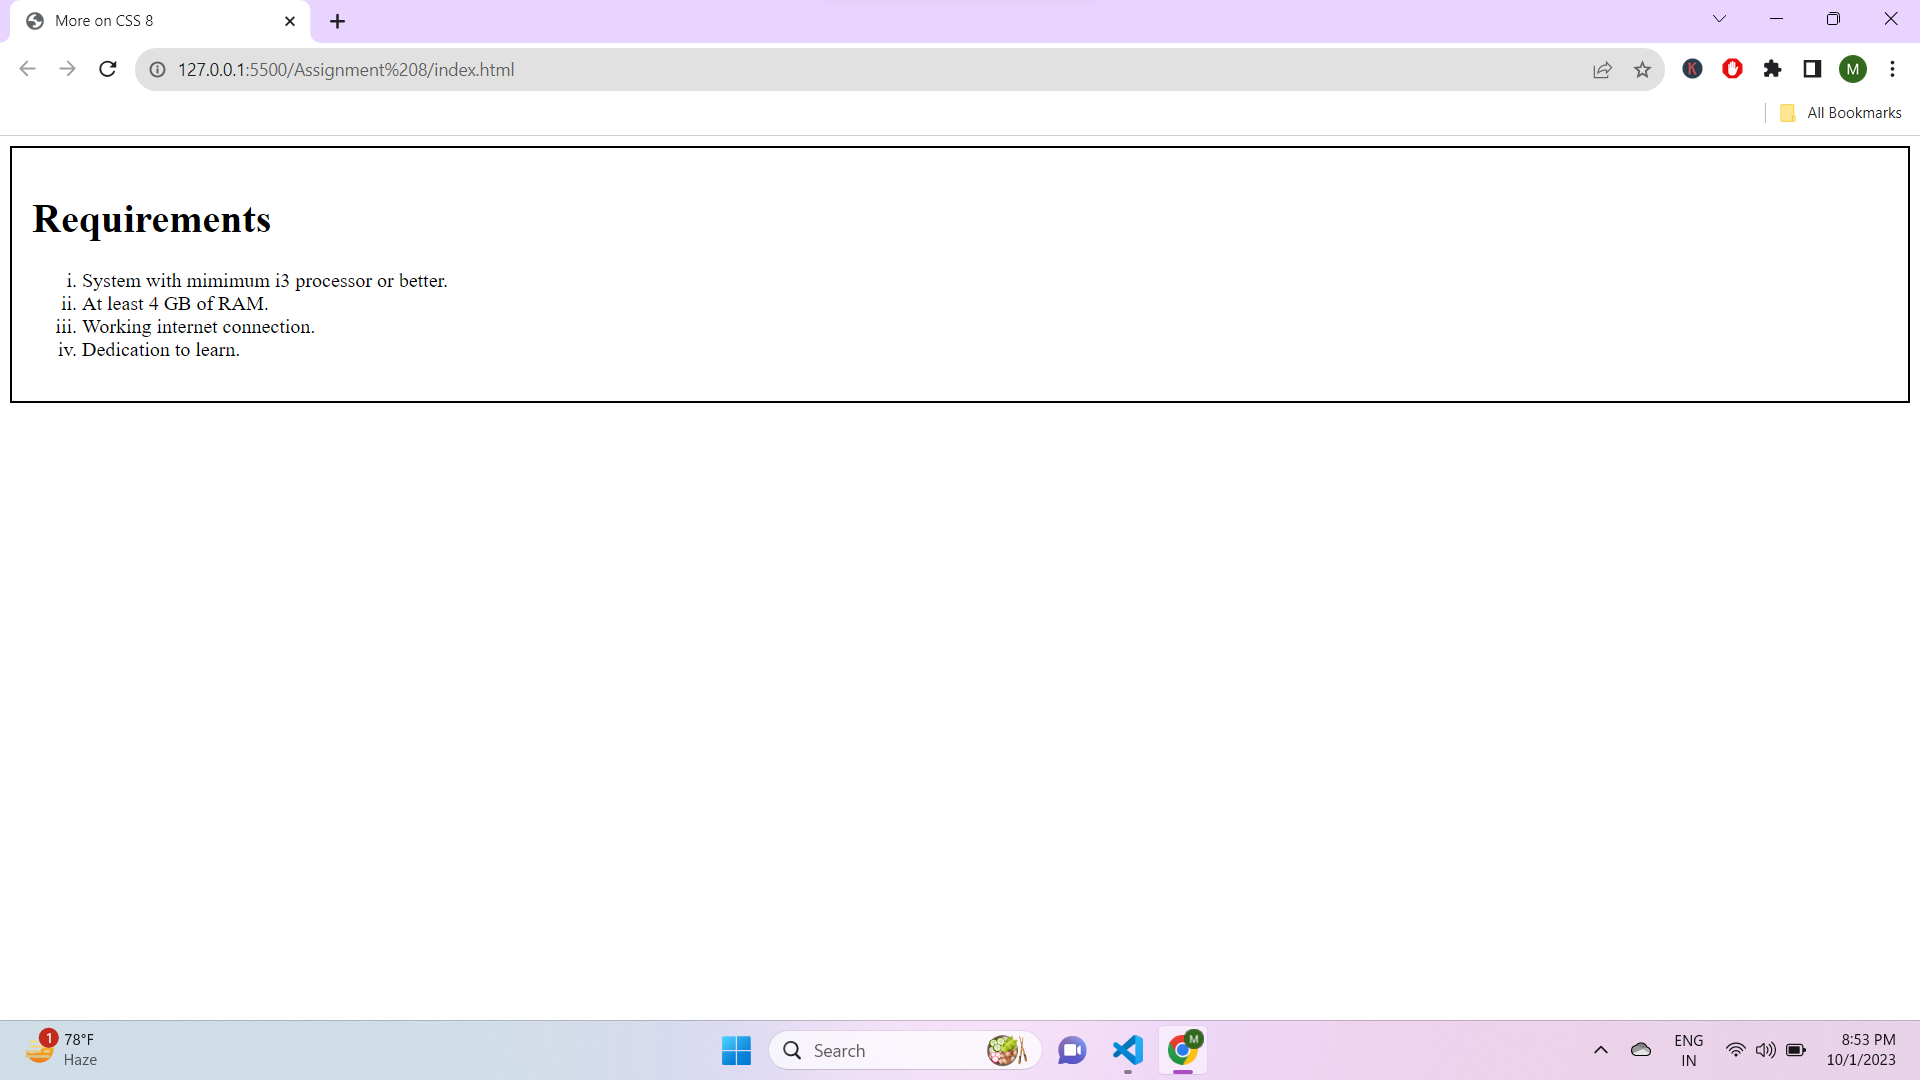 More on CSS 8
127.0.0.1:5500/Assignment%208/index.html
K
M
All Bookmarks
Requirements
i. System with mimimum i3 processor or better.
ii. At least 4 GB of RAM.
iii. Working internet connection.
iv. Dedication to learn.
1
78°F
Haze
Search
M
ENG
IN
8:53 PM
10/1/2023